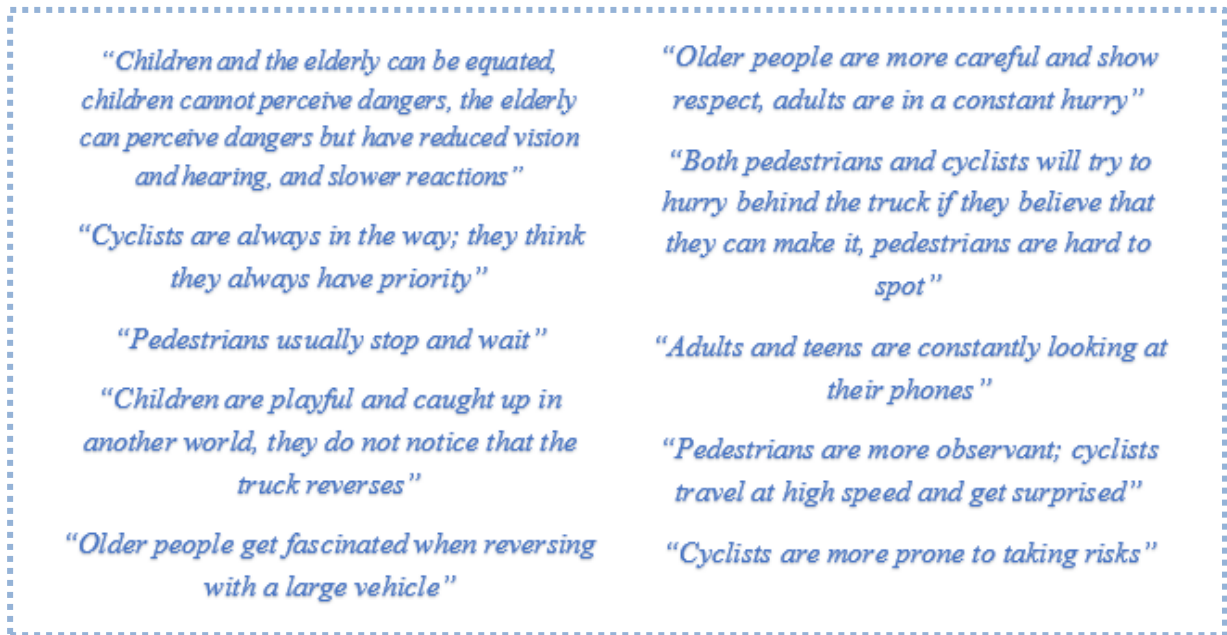 “Children and the elderly can be equated,
children cannot perceive dangers, the elderly
can perceive dangers but have reduced vision
and hearing, and slower reactions”
“Cyclists are always in the way; they think
they always have priority”
“Pedestrians usually stop and wait”
“Children are playful and caught up in
another world, they do not notice that the
truck reverses”
“Older people get fascinated when reversing
with a large vehicle”
“Older people are more careful and show
respect, adults are in a constant hurry”
“Both pedestrians and cyclists will try to
hurry behind the truck if they believe that
they can make it, pedestrians are hard to
spot”
“Adults and teens are constantly looking at
their phones”
“Pedestrians are more observant; cyclists
travel at high speed and get surprised”
“Cyclists are more prone to taking risks”